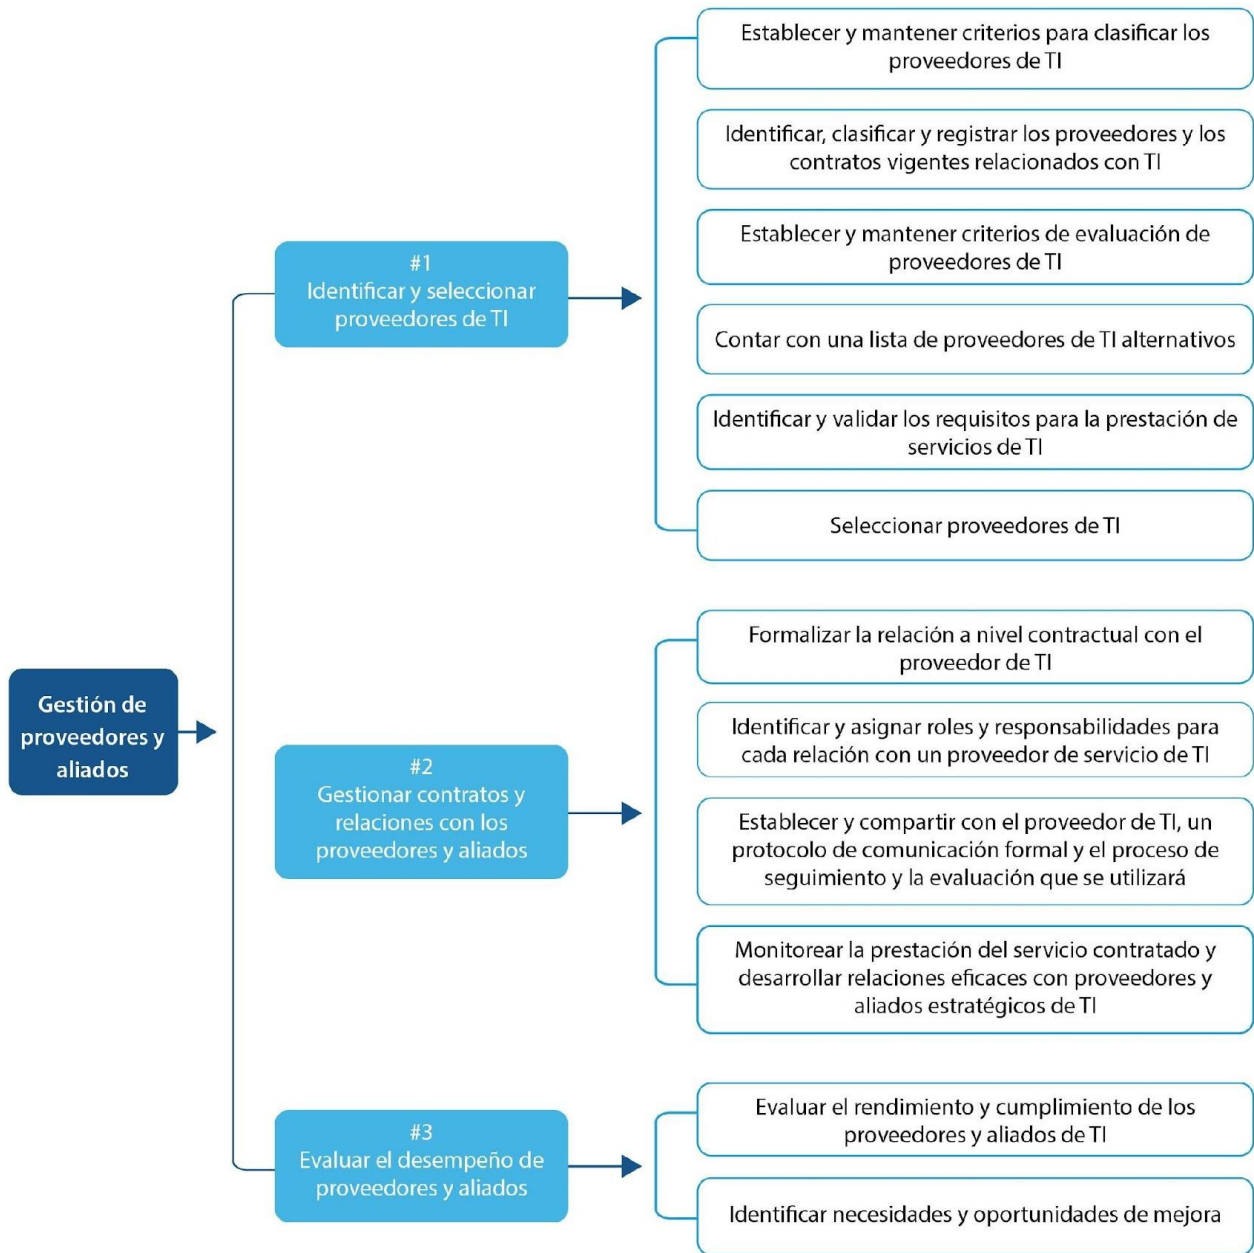 Establecer y mantener criterios para clasificar los
proveedores de TI
Identificar, clasificar y registrar los proveedores y los
contratos vigentes relacionados con TI
#1
Identificar y seleccionar
proveedores de TI
Establecer y mantener criterios de evaluación de
proveedores de TI
Contar con una lista de proveedores de TI alternativos
Identificar y validar los requisitos para la prestación de
servicios de TI
Seleccionar proveedores de TI
Gestión de
proveedores y
aliados
#2
Gestionar contratos y
relaciones con los
proveedores y aliados
Formalizar la relación a nivel contractual con el
proveedor de TI
Identificar y asignar roles y responsabilidades para
cada relación con un proveedor de servicio de TI
Establecer y compartir con el proveedor de TI, un
protocolo de comunicación formal y el proceso de
seguimiento y la evaluación que se utilizará
Monitorear la prestación del servicio contratado y
desarrollar relaciones eficaces con proveedores y
aliados estratégicos de TI
#3
Evaluar el desempeño de
proveedores y aliados
Evaluar el rendimiento y cumplimiento de los
proveedores y aliados de TI
Identificar necesidades y oportunidades de mejora